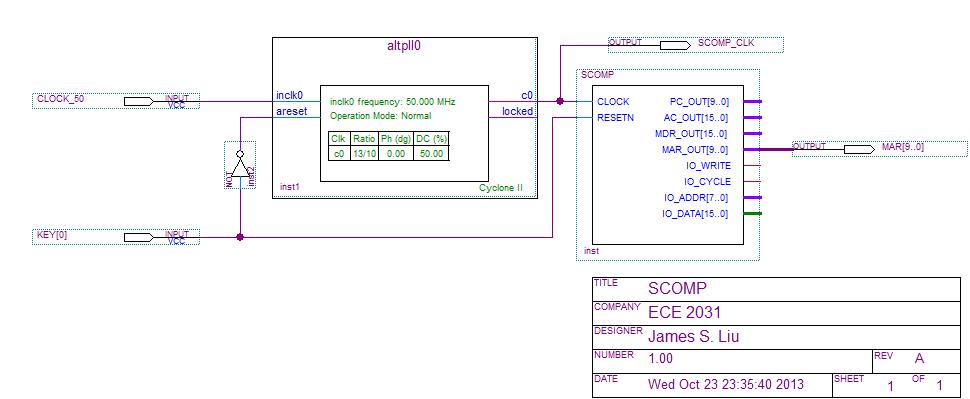 altpll0
OUTPUT SCOMP_CLK
SCOMP
CLOCK_50 INPUT VCC
inclk0 c0
areset locked
inclk0 frequency: 50.000 MHz
Operation Mode: Normal
Clk Ratio Ph (dg) DC (%)
c0 13/10 0.00 50.00
inst1 Cyclone II
CLOCK PC_OUT[9..0]
RESETN AC_OUT[15..0]
MDR_OUT[15..0]
MAR_OUT[9..0]
IO_WRITE
IO_CYCLE
IO_ADDR[7..0]
IO_DATA[15..0]
inst
OUTPUT MAR[9..0]
NOT
inst2
KEY[0] INPUT VCC
TITLE SCOMP
COMPANY ECE 2031
DESIGNER James S. Liu
NUMBER 1.00 REV A
DATE Wed Oct 23 23:35:40 2013 SHEET 1 OF 1